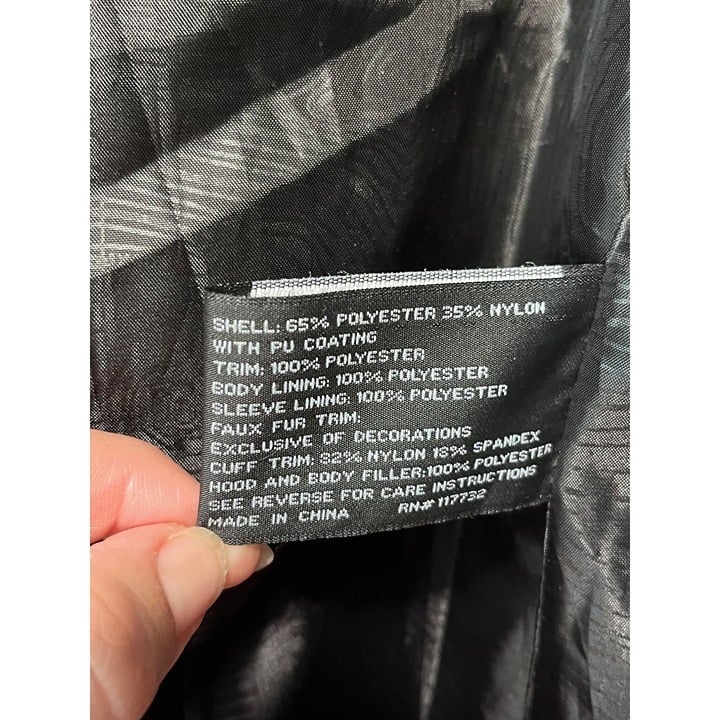 SHELL: 65% POLYESTER 35% NYLON
WITH PU COATING
TRIM: 100% POLYESTER
BODY LINING: 100% POLYESTER
SLEEVE LINING: 100% POLYESTER
FAUX FUR TRIM.
EXCLUSIVE OF DECORATIONS
CUFF TRIM: 82% NYLON 18% SPANDEX
HOOD AND BODY FILLER:100% POLYESTER
SEE REVERSE FOR CARE INSTRUCTIONS
MADE IN CHINA RN# 117732